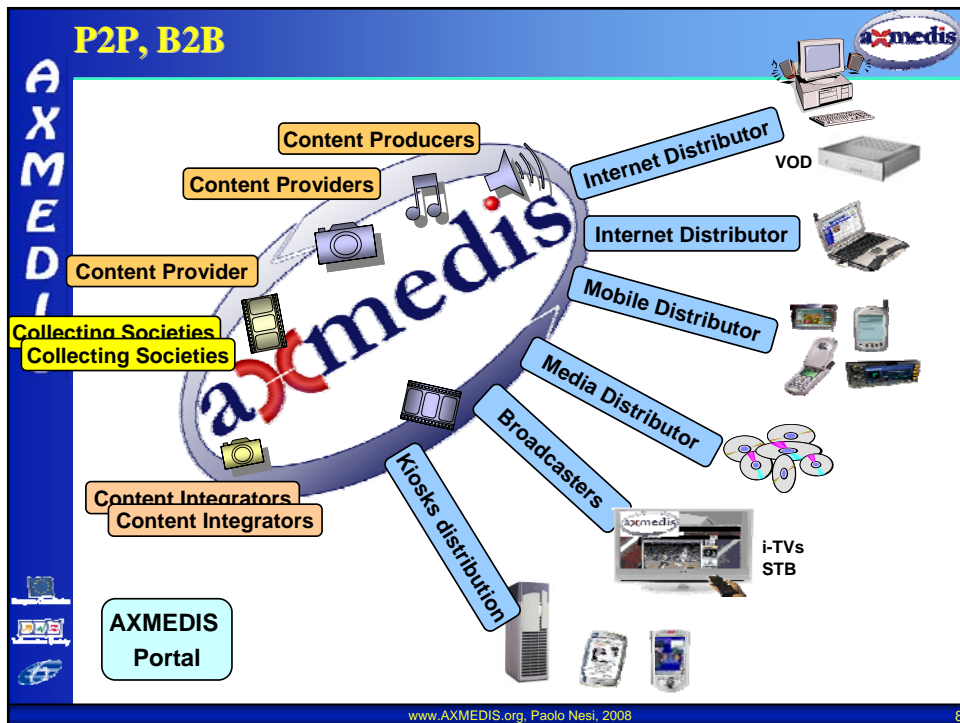 P2P, B2B
axmedis
AXMEDI
Content Producers
Content Providers
Content Provider
Collecting Societies
Collecting Societies
axmedis
Content Integrators
Content Integrators
Internet Distributor
VOD
Internet Distributor
Mobile Distributor
Media Distributor
Broadcasters
Kiosks distribution
axmedis
i-TVs
STB
AXMEDIS
Portal
www.AXMEDIS.org, Paolo Nesi, 2008
8